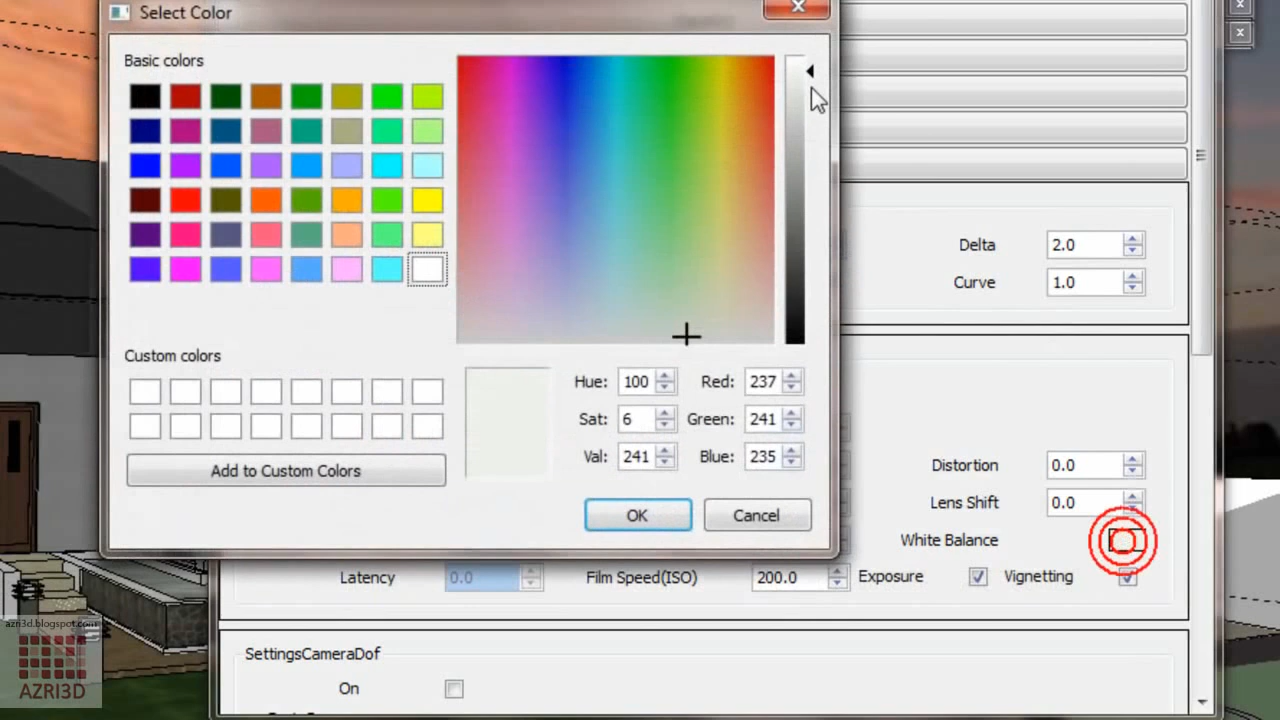 Select Color
Basic colors
Delta 2.0
Curve 1.0
Custom colors
Hue: 100 Red: 237
Sat: 6 Green: 241
Val: 241 Blue: 235
Add to Custom Colors
OK Cancel
Distortion 0.0
Lens Shift 0.0
White Balance
Latency 0.0 Film Speed(ISO) 200.0 Exposure Vignetting
azri3d.blogspot.com
AZRI3D
SettingsCameraDof
On